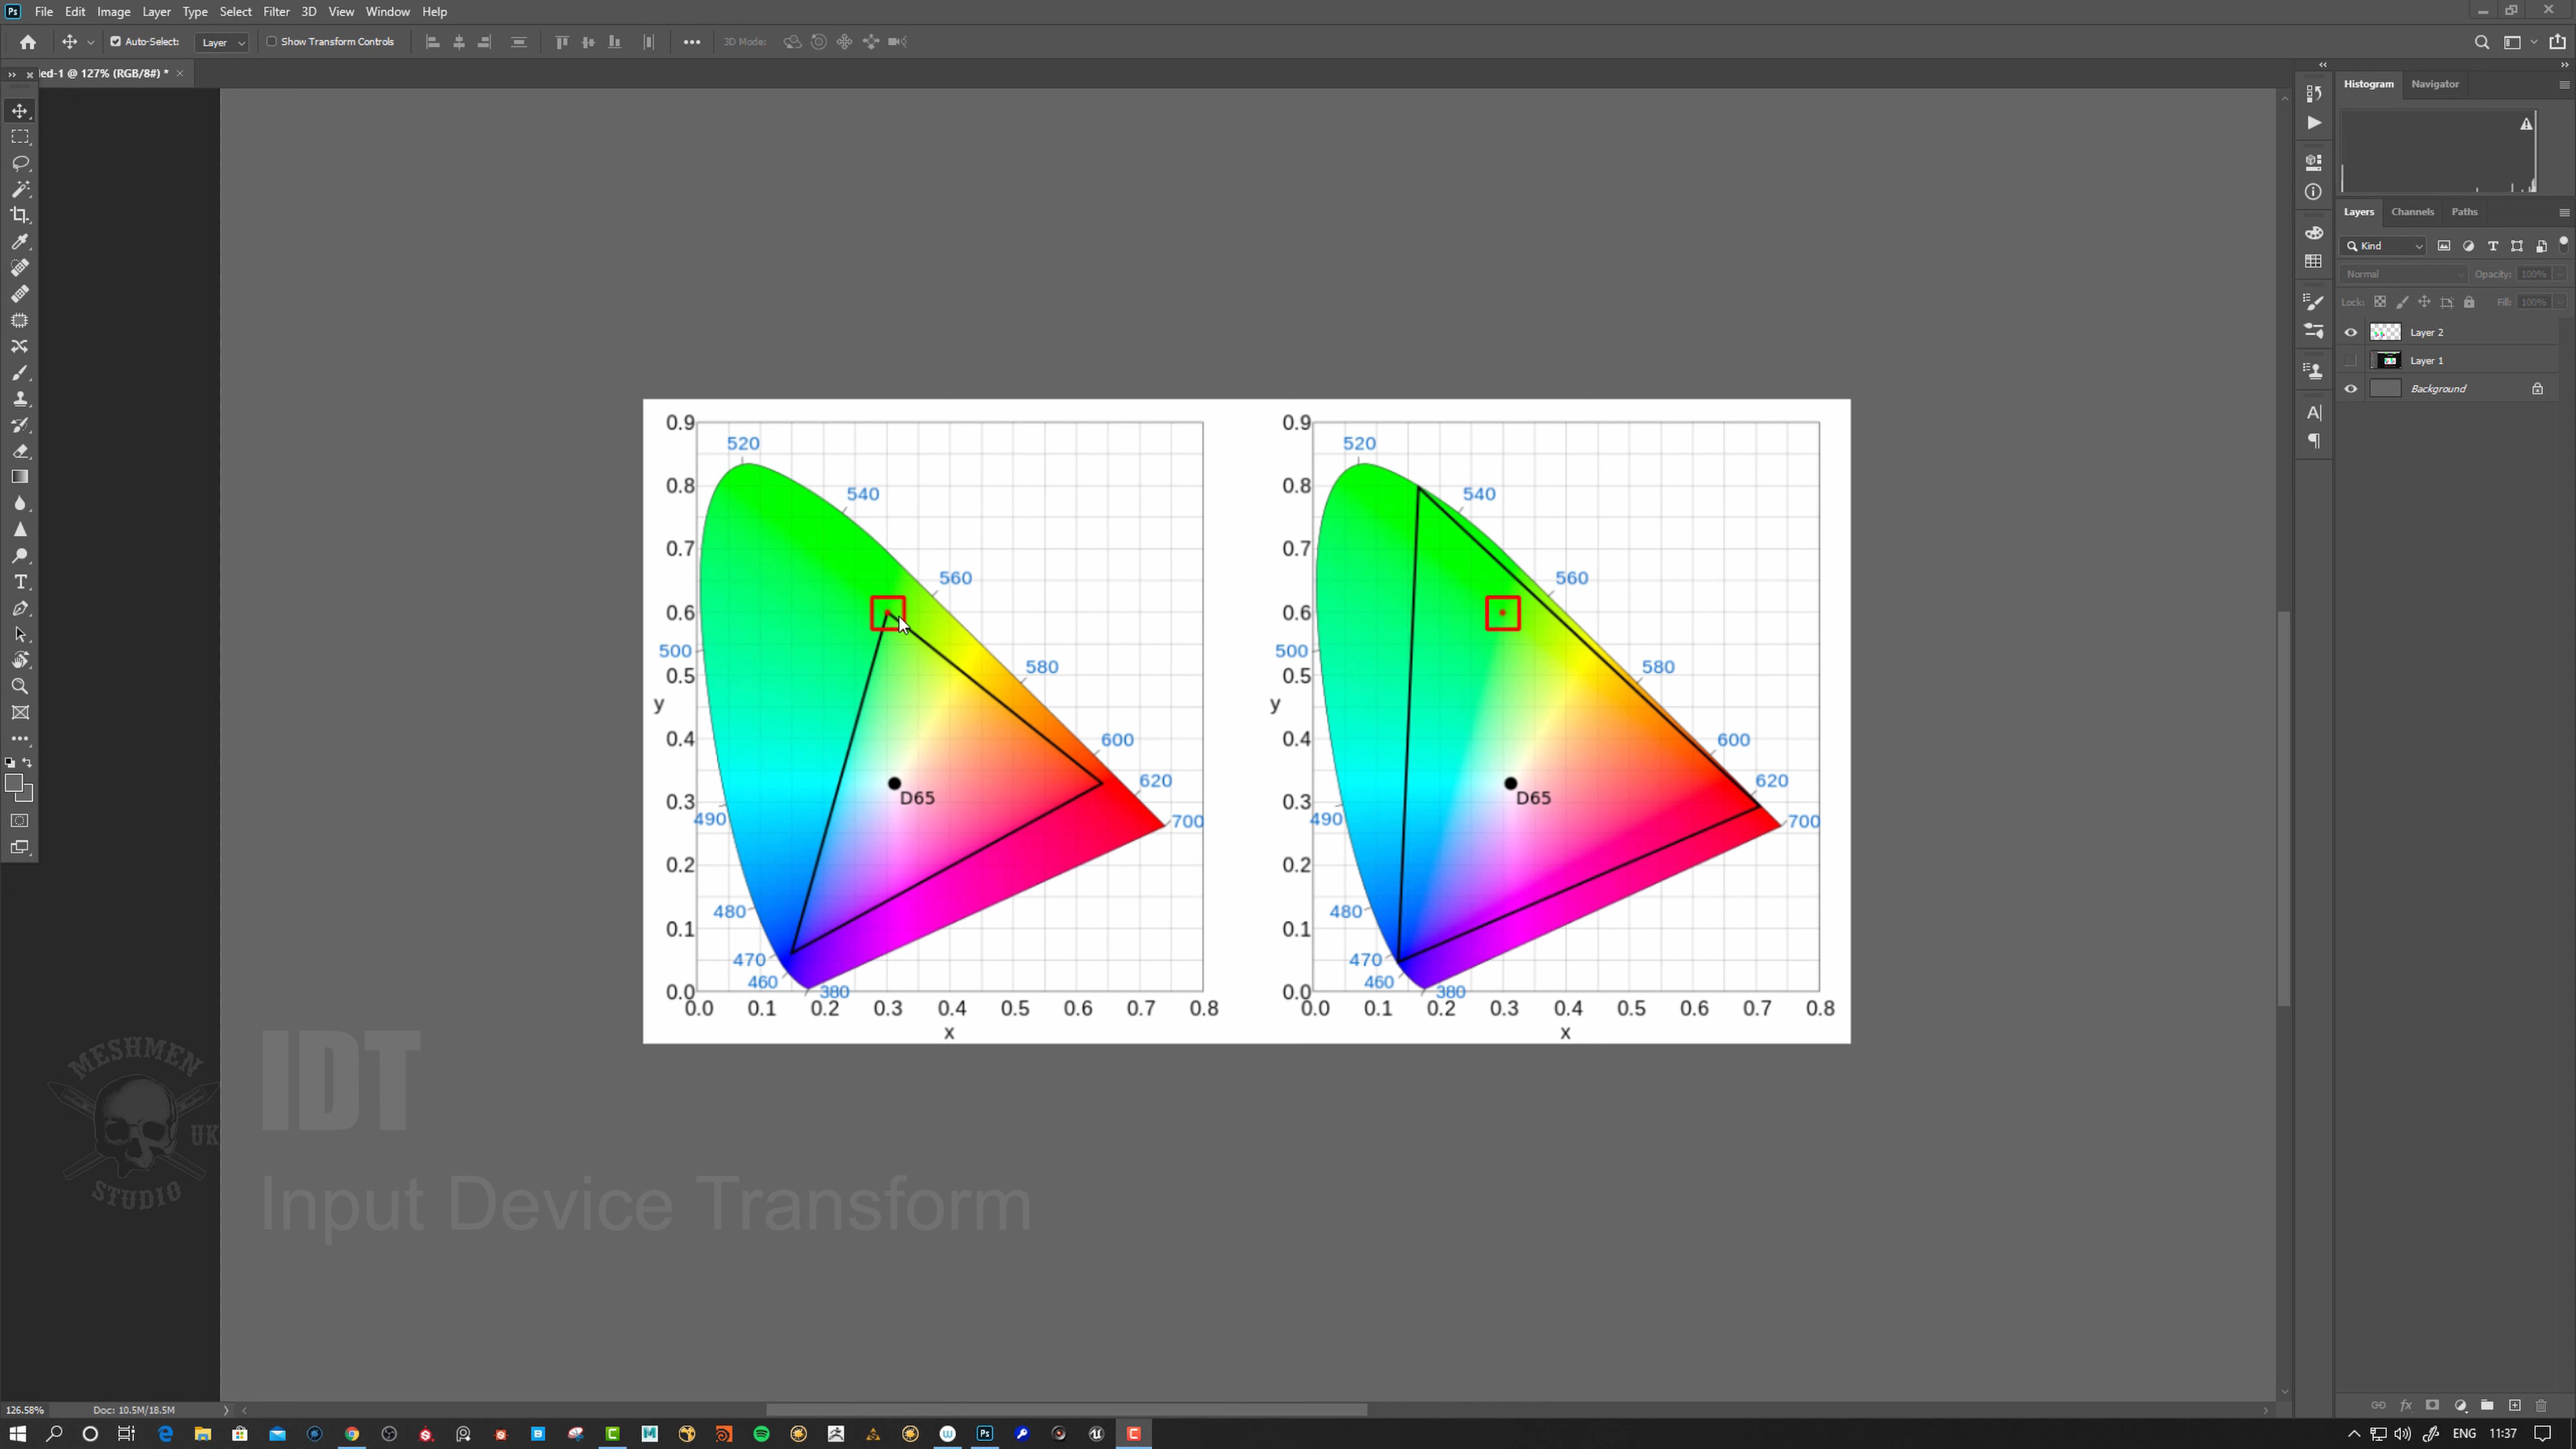 Ps File Edit Image Layer Type Select Filter 3D View Window Help
Auto-Select: Layer Show Transform Controls 3D Mode:
led-1 @ 127% (RGB/8#) * ×
Histogram Navigator
Layers Channels Paths
Kind
Normal Opacity: 100%
Lock: Fill: 100%
Layer 2
Layer 1
Background
0.9
520
0.8
540
0.7
560
0.6
500
0.5
580
y
0.4
600
D65
620
0.3
490
700
0.2
480
0.1
470
460
0.0
380
0.0 0.1 0.2 0.3 0.4 0.5 0.6 0.7 0.8
x
0.9
520
0.8
540
0.7
560
0.6
500
0.5
580
y
0.4
600
D65
620
0.3
490
700
0.2
480
0.1
470
460
0.0
380
0.0 0.1 0.2 0.3 0.4 0.5 0.6 0.7 0.8
x
MESHMEN
UK
STUDIO
IDT
Input Device Transform
126.58% Doc: 10.5M/18.5M
ENG 11:37